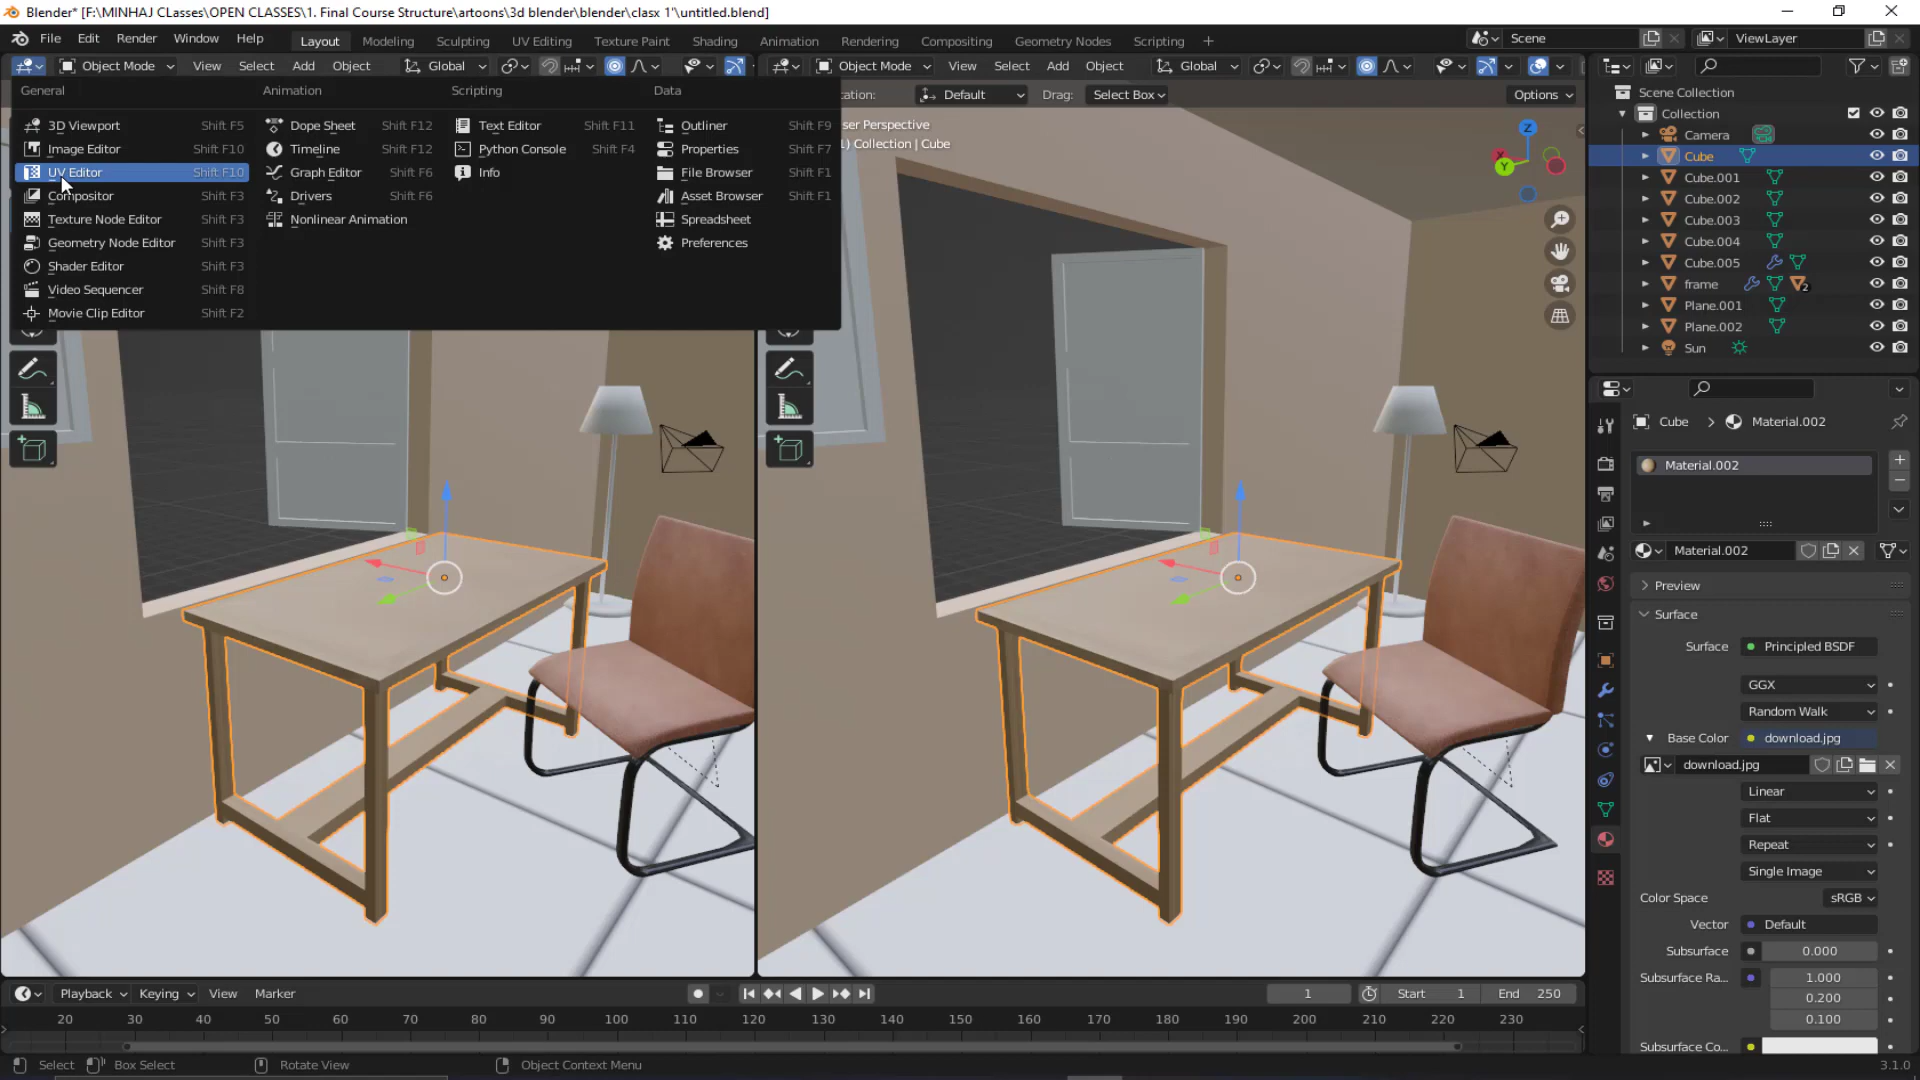 Blender* [F:\MINHAJ CLasses\OPEN CLASSES\1. Final Course Structure\artoons\3d blender\blender\clasx 1"\untitled.blend]
File Edit Render Window Help Layout Modeling Sculpting UV Editing Texture Paint Shading Animation Rendering Compositing Geometry Nodes Scripting + Scene ViewLayer
Object Mode View Select Add Object Global Object Mode View Select Add Object Global
General Animation Scripting Data ation: Default Drag: Select Box Options
Scene Collection
Collection
3D Viewport Shift F5 Dope Sheet Shift F12 Text Editor Shift F11 Outliner Shift F9 ser Perspective
Camera
Image Editor Shift F10 Timeline Shift F12 Python Console Shift F4 Properties Shift F7 ) Collection | Cube
Cube
UV Editor Shift F10 Graph Editor Shift F6 Info File Browser Shift F1
Cube.001
Compositor Shift F3 Drivers Shift F6 Asset Browser Shift F1
Cube.002
Texture Node Editor Shift F3 Nonlinear Animation Spreadsheet
Cube.003
Geometry Node Editor Shift F3 Preferences
Cube.004
Shader Editor Shift F3
Cube.005
Video Sequencer Shift F8
frame 2
Movie Clip Editor Shift F2
Plane.001
Plane.002
Sun
X Y Z
Cube > Material.002
Material.002
Material.002
Preview
Surface
Surface Principled BSDF
GGX
Random Walk
Base Color download.jpg
download.jpg
Linear
Flat
Repeat
Single Image
Color Space sRGB
Vector Default
Subsurface 0.000
Subsurface Ra... 1.000
0.200
0.100
Subsurface Co...
Playback Keying View Marker 1 Start 1 End 250
20 30 40 50 60 70 80 90 100 110 120 130 140 150 160 170 180 190 200 210 220 230
Select Box Select Rotate View Object Context Menu 3.1.0